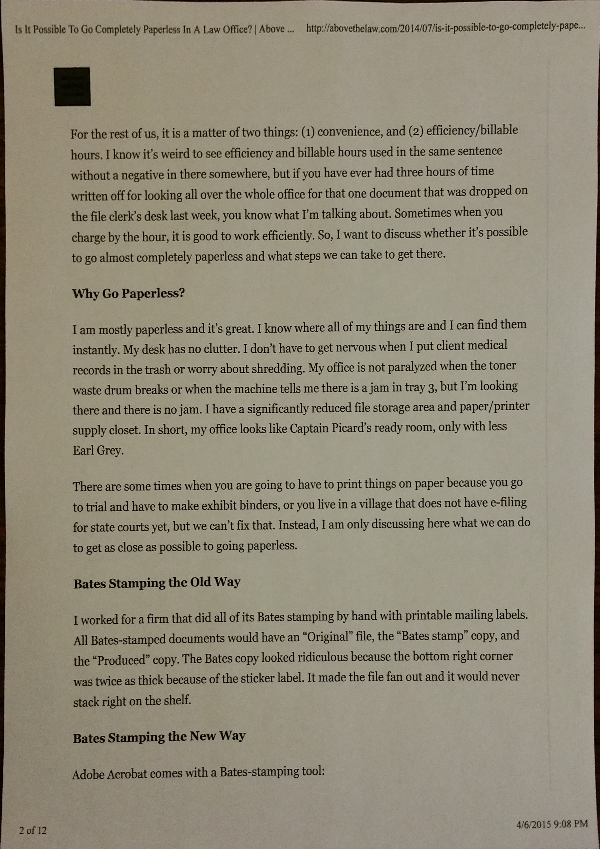 Is It Possible To Go Completely Paperless In A Law Office? | Above ... http://abovethelaw.com/2014/07/is-it-possible-to-go-completely-pape...
For the rest of us, it is a matter of two things: (1) convenience, and (2) efficiency/billable
hours. I know it's weird to see efficiency and billable hours used in the same sentence
without a negative in there somewhere, but if you have ever had three hours of time
written off for looking all over the whole office for that one document that was dropped on
the file clerk's desk last week, you know what I'm talking about. Sometimes when you
charge by the hour, it is good to work efficiently. So, I want to discuss whether it's possible
to go almost completely paperless and what steps we can take to get there.
Why Go Paperless?
I am mostly paperless and it's great. I know where all of my things are and I can find them
instantly. My desk has no clutter. I don't have to get nervous when I put client medical
records in the trash or worry about shredding. My office is not paralyzed when the toner
waste drum breaks or when the machine tells me there is a jam in tray 3, but I'm looking
there and there is no jam. I have a significantly reduced file storage area and paper/printer
supply closet. In short, my office looks like Captain Picard's ready room, only with less
Earl Grey.
There are some times when you are going to have to print things on paper because you go
to trial and have to make exhibit binders, or you live in a village that does not have e-filing
for state courts yet, but we can't fix that. Instead, I am only discussing here what we can do
to get as close as possible to going paperless.
Bates Stamping the Old Way
I worked for a firm that did all of its Bates stamping by hand with printable mailing labels.
All Bates-stamped documents would have an "Original" file, the "Bates stamp" copy, and
the "Produced" copy. The Bates copy looked ridiculous because the bottom right corner
was twice as thick because of the sticker label. It made the file fan out and it would never
stack right on the shelf.
Bates Stamping the New Way
Adobe Acrobat comes with a Bates-stamping tool:
2 of 12 4/6/2015 9:08 PM